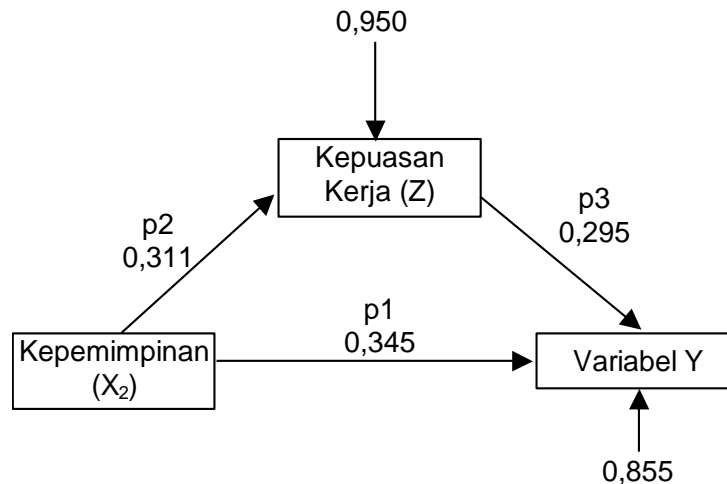 0,950
Kepuasan
Kerja (Z)
p2
0,311
p3
0,295
p1
0,345
Kepemimpinan
(X₂)
Variabel Y
0,855